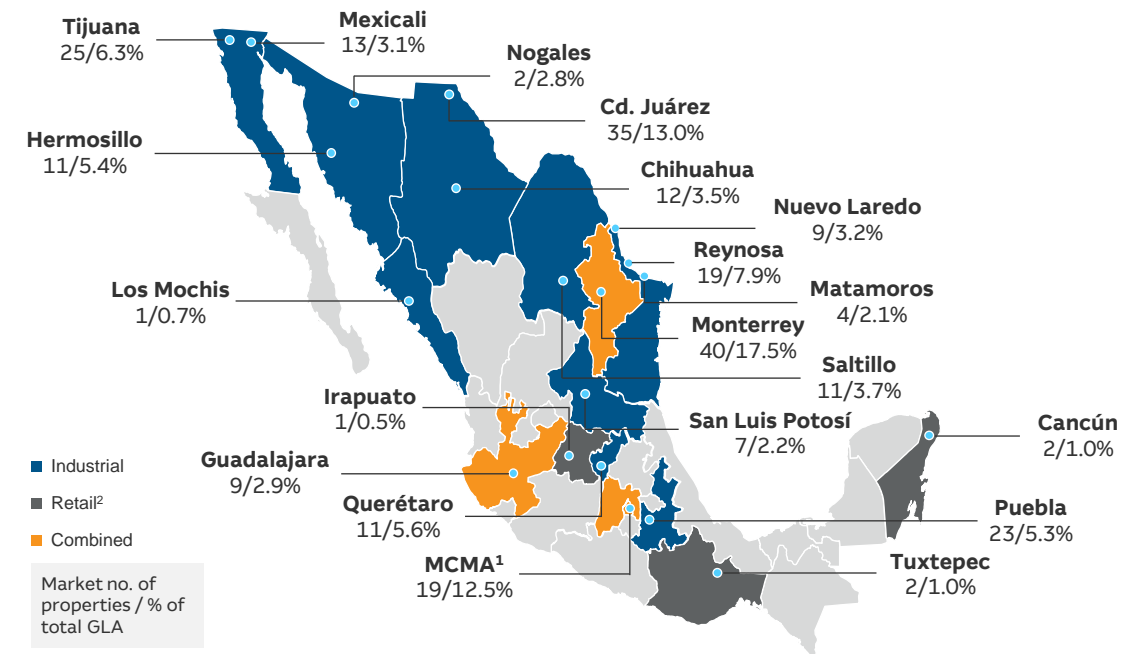 Tijuana
25/6.3%
Mexicali
13/3.1%
Nogales
2/2.8%
Cd. Juárez
35/13.0%
Hermosillo
11/5.4%
Chihuahua
12/3.5%
Nuevo Laredo
9/3.2%
Reynosa
19/7.9%
Los Mochis
1/0.7%
Matamoros
4/2.1%
Monterrey
40/17.5%
Saltillo
11/3.7%
Irapuato
1/0.5%
San Luis Potosí
7/2.2%
Cancún
2/1.0%
Guadalajara
9/2.9%
Querétaro
11/5.6%
Puebla
23/5.3%
MCMA¹
19/12.5%
Tuxtepec
2/1.0%
Industrial
Retail²
Combined
Market no. of
properties / % of
total GLA